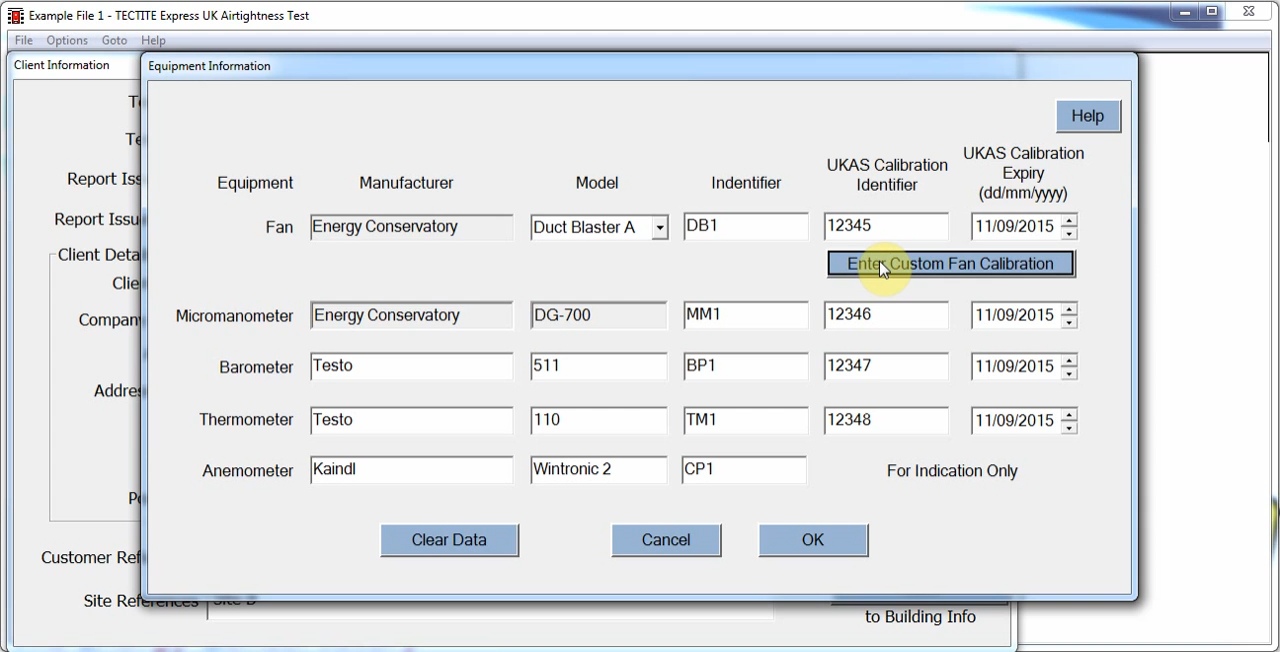 Example File 1 - TECTITE Express UK Airtightness Test
File Options Goto Help
Client Information
Equipment Information
Help
Equipment Manufacturer Model Indentifier UKAS Calibration Identifier UKAS Calibration Expiry (dd/mm/yyyy)
Fan Energy Conservatory Duct Blaster A DB1 12345 11/09/2015
Enter Custom Fan Calibration
Micromanometer Energy Conservatory DG-700 MM1 12346 11/09/2015
Barometer Testo 511 BP1 12347 11/09/2015
Thermometer Testo 110 TM1 12348 11/09/2015
Anemometer Kaindl Wintronic 2 CP1 For Indication Only
Clear Data Cancel OK
Te
Te
Report Iss
Report Issu
Client Deta
Clie
Company
Addres
Po
Customer Ref
Site References
to Building Info